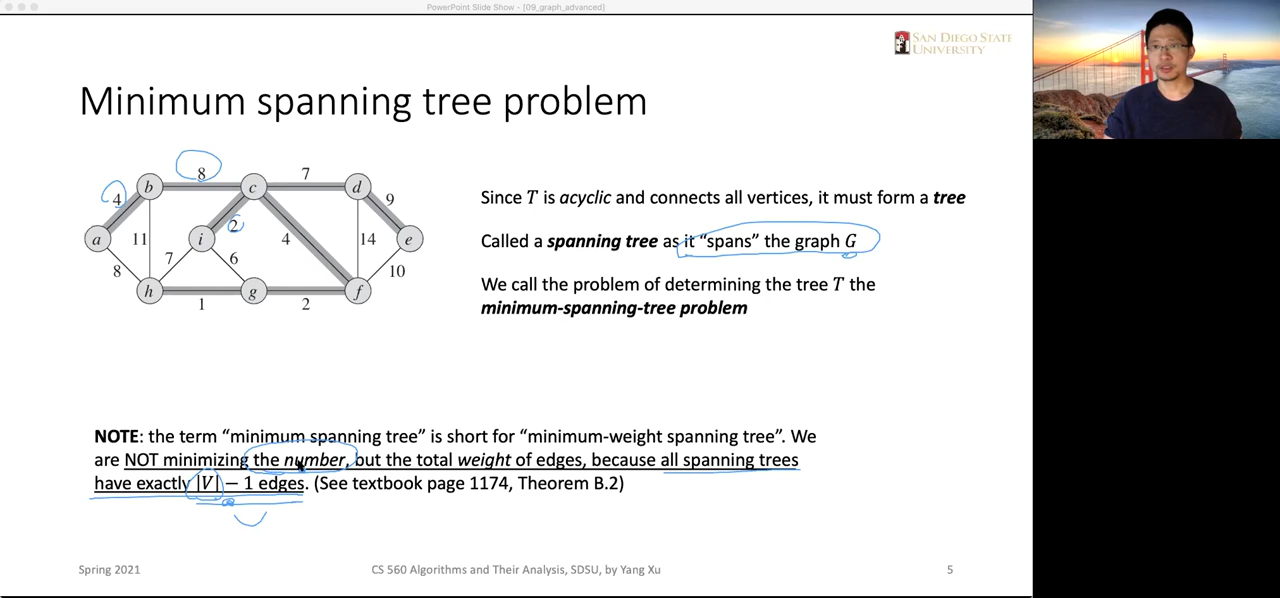 PowerPoint Slide Show - [09_graph_advanced]
SAN DIEGO STATE
UNIVERSITY
Minimum spanning tree problem
8 7
b c d
4 9
2
a 11 i 4 14 e
7 6
8 10
h g f
1 2
Since T is acyclic and connects all vertices, it must form a tree
Called a spanning tree as it “spans” the graph G
We call the problem of determining the tree T the
minimum-spanning-tree problem
NOTE: the term “minimum spanning tree” is short for “minimum-weight spanning tree”. We
are NOT minimizing the number, but the total weight of edges, because all spanning trees
have exactly |V| − 1 edges. (See textbook page 1174, Theorem B.2)
Spring 2021
CS 560 Algorithms and Their Analysis, SDSU, by Yang Xu
5